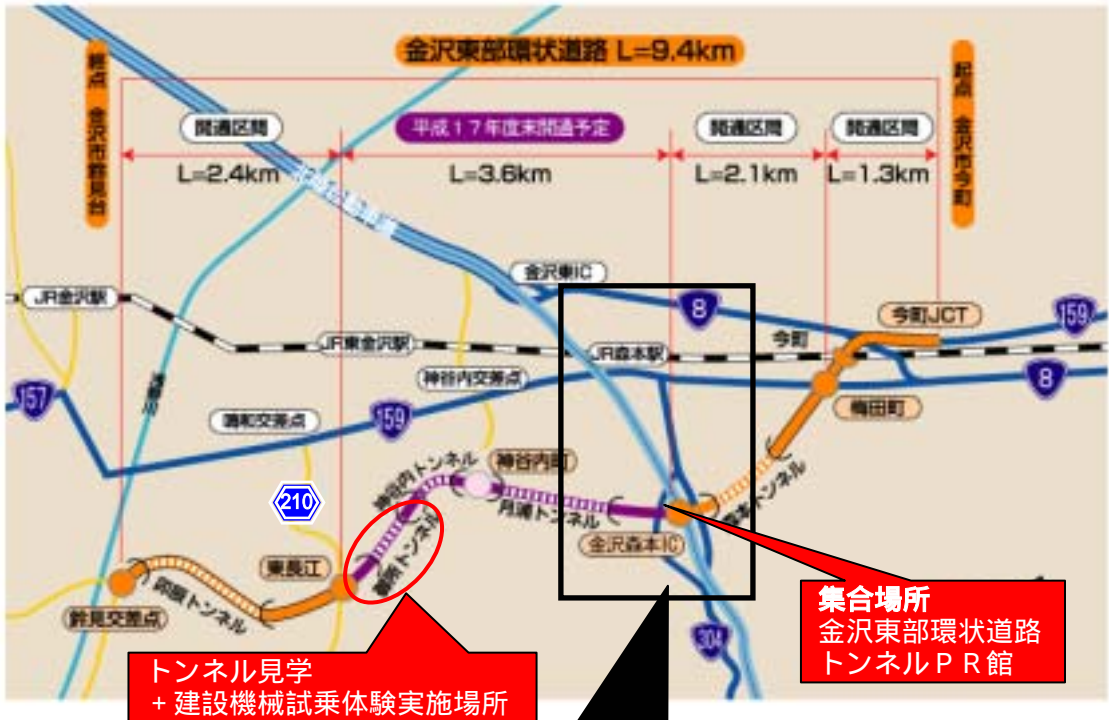 金沢東部環状道路 L=9.4km
終点 金沢市鈴見台
起点 金沢市今町
開通区間
平成17年度末開通予定
開通区間
開通区間
L=2.4km
L=3.6km
L=2.1km
L=1.3km
金沢東IC
8
今町JCT
159
JR金沢駅
JR東金沢駅
JR森本駅
今町
157
神谷内交差点
8
鳴和交差点
159
梅田町
神谷内トンネル
神谷内町
210
御所トンネル
月浦トンネル
金沢森本IC
東長江
鈴見交差点
卯辰トンネル
304
集合場所
金沢東部環状道路
トンネルPR館
トンネル見学
+建設機械試乗体験実施場所